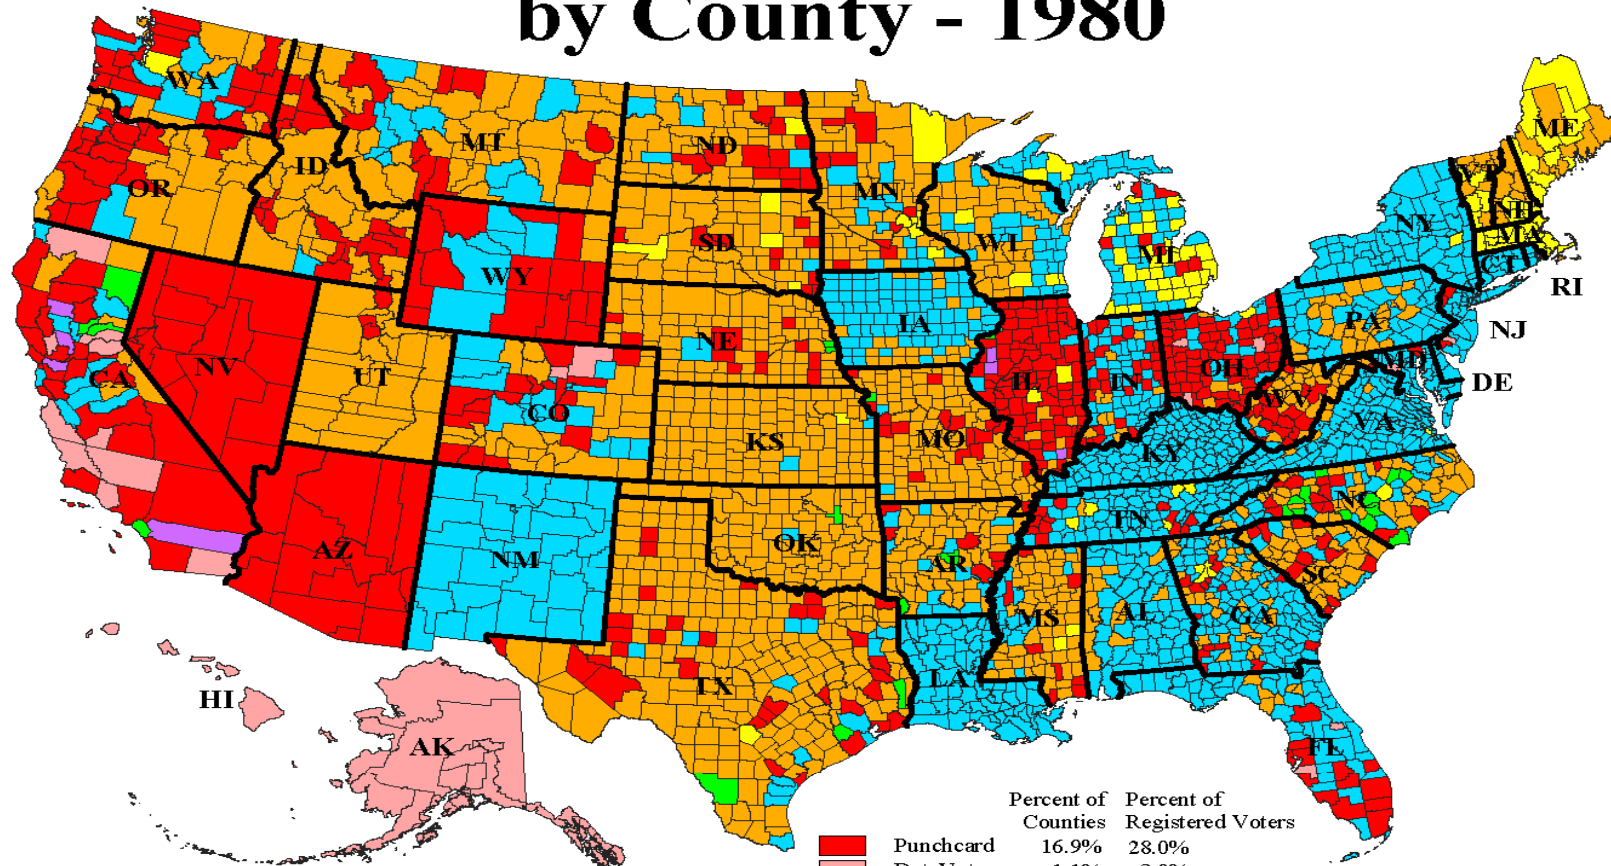 by County - 1980
WA
MT
ND
ME
OR
ID
MN
VT
NH
NY
MA
WI
MI
SD
WY
CT
RI
IA
PA
NJ
NE
NV
UT
CA
CO
IL
IN
OH
MD
DE
WV
VA
KS
MO
KY
NC
TN
AZ
NM
OK
AR
SC
MS
AL
GA
TX
LA
HI
AK
FL
Percent of Percent of
Counties Registered Voters
Punchcard 16.9% 28.0%